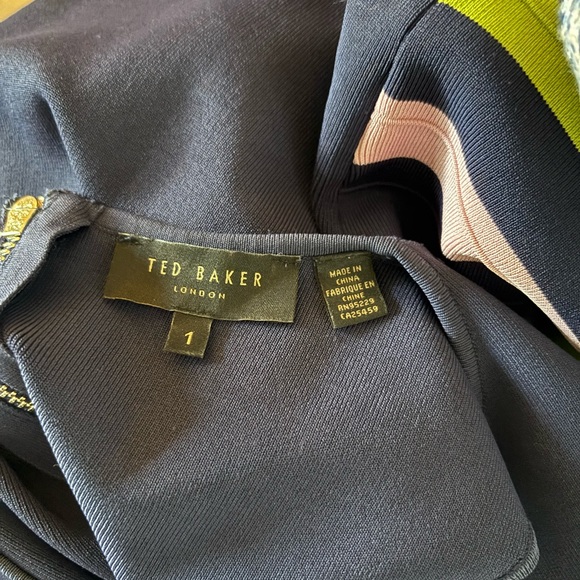 TED BAKER
LONDON
1
MADE IN
CHINA
FABRIQUE EN
CHINE
RN95229
CA25459